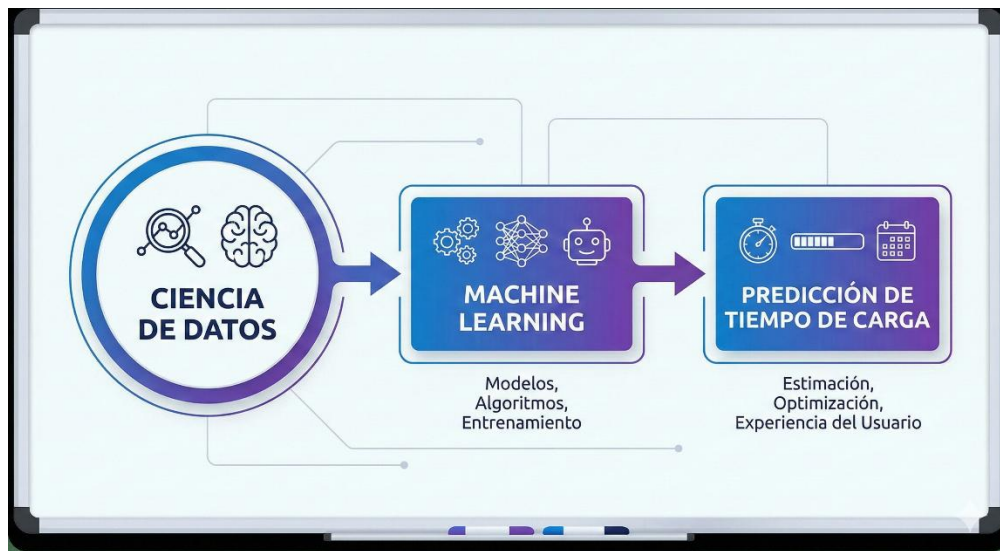 CIENCIA
DE DATOS
MACHINE
LEARNING
Modelos,
Algoritmos,
Entrenamiento
PREDICCIÓN DE
TIEMPO DE CARGA
Estimación,
Optimización,
Experiencia del Usuario